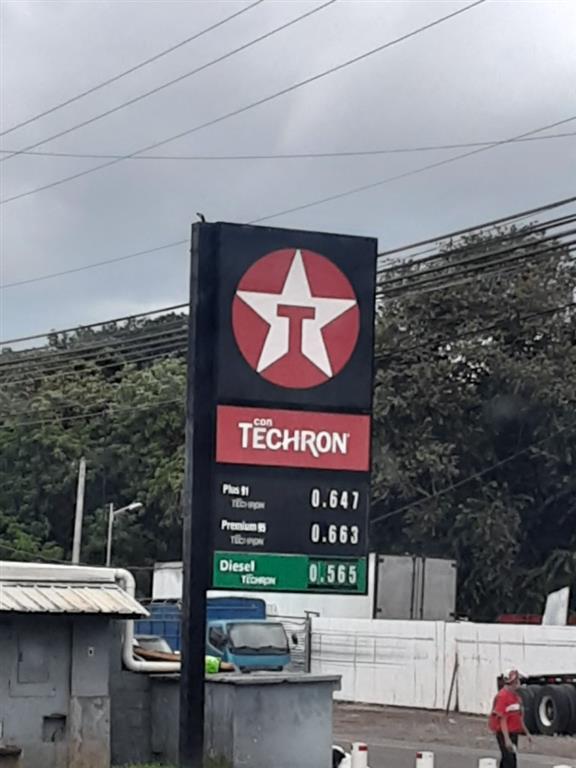 T
con
TECHRON
Plus 91 0.647
TECHRON
Premium 95 0.663
TECHRON
Diesel 0.565
TECHRON